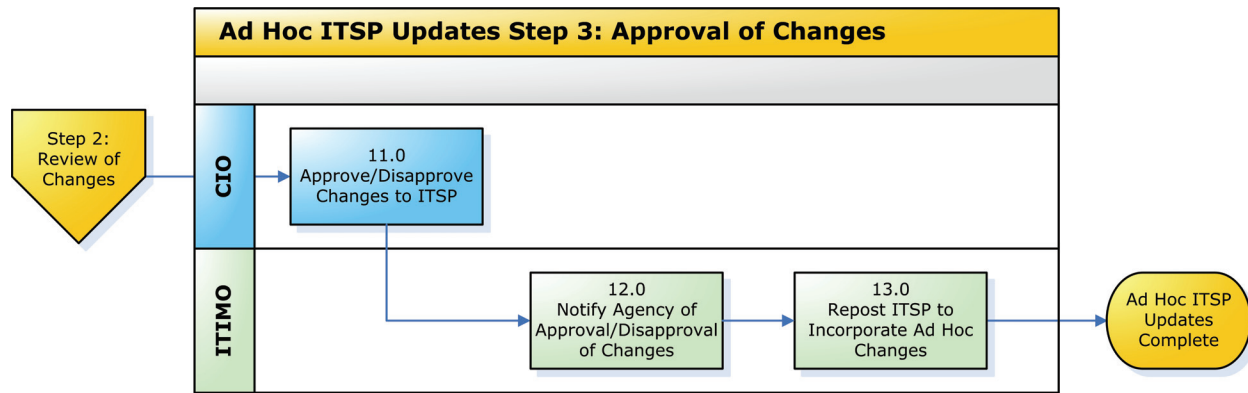 Ad Hoc ITSP Updates Step 3: Approval of Changes
Step 2:
Review of
Changes
CIO
11.0
Approve/Disapprove
Changes to ITSP
ITIMO
12.0
Notify Agency of
Approval/Disapproval
of Changes
13.0
Repost ITSP to
Incorporate Ad Hoc
Changes
Ad Hoc ITSP
Updates
Complete